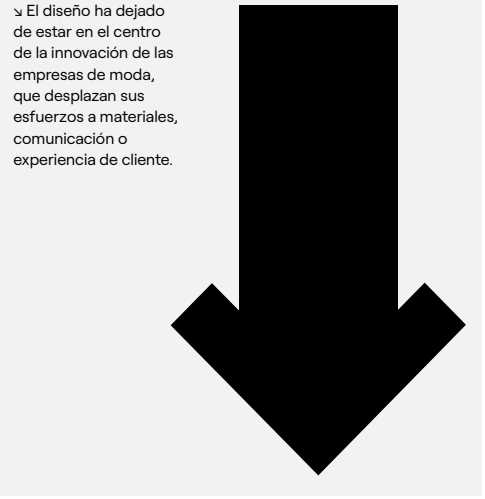 ↘ El diseño ha dejado
de estar en el centro
de la innovación de las
empresas de moda,
que desplazan sus
esfuerzos a materiales,
comunicación o
experiencia de cliente.